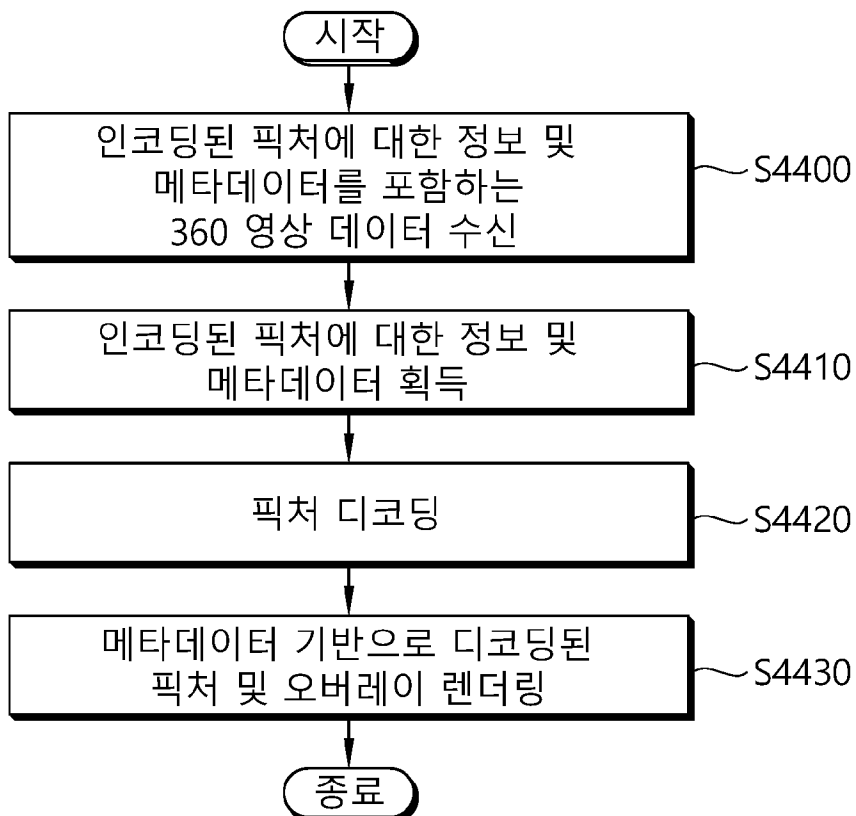 시작
인코딩된 픽처에 대한 정보 및
메타데이터를 포함하는
360 영상 데이터 수신
S4400
인코딩된 픽처에 대한 정보 및
메타데이터 획득
S4410
픽처 디코딩
S4420
메타데이터 기반으로 디코딩된
픽처 및 오버레이 렌더링
S4430
종료